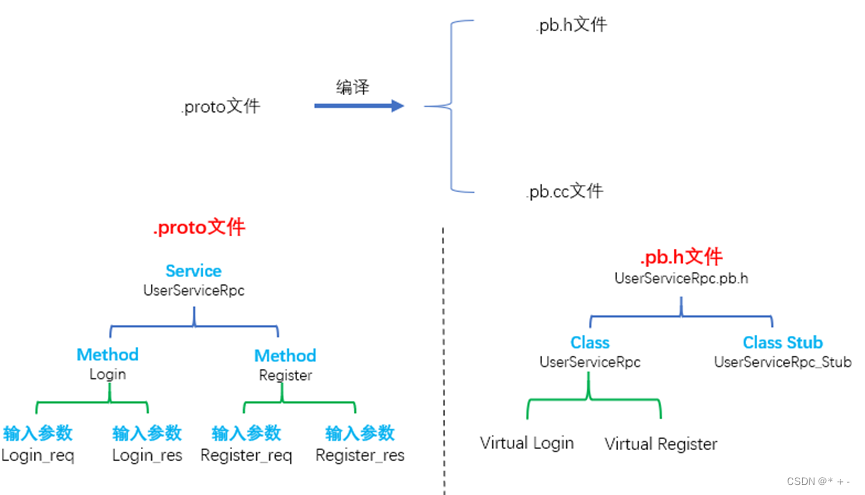 .pb.h文件
编译
.proto文件
.pb.cc文件
.proto文件
Service
UserServiceRpc
Method
Login
Method
Register
输入参数
Login_req
输入参数
Login_res
输入参数
Register_req
输入参数
Register_res
.pb.h文件
UserServiceRpc.pb.h
Class
UserServiceRpc
Class Stub
UserServiceRpc_Stub
Virtual Login
Virtual Register
CSDN @* + -